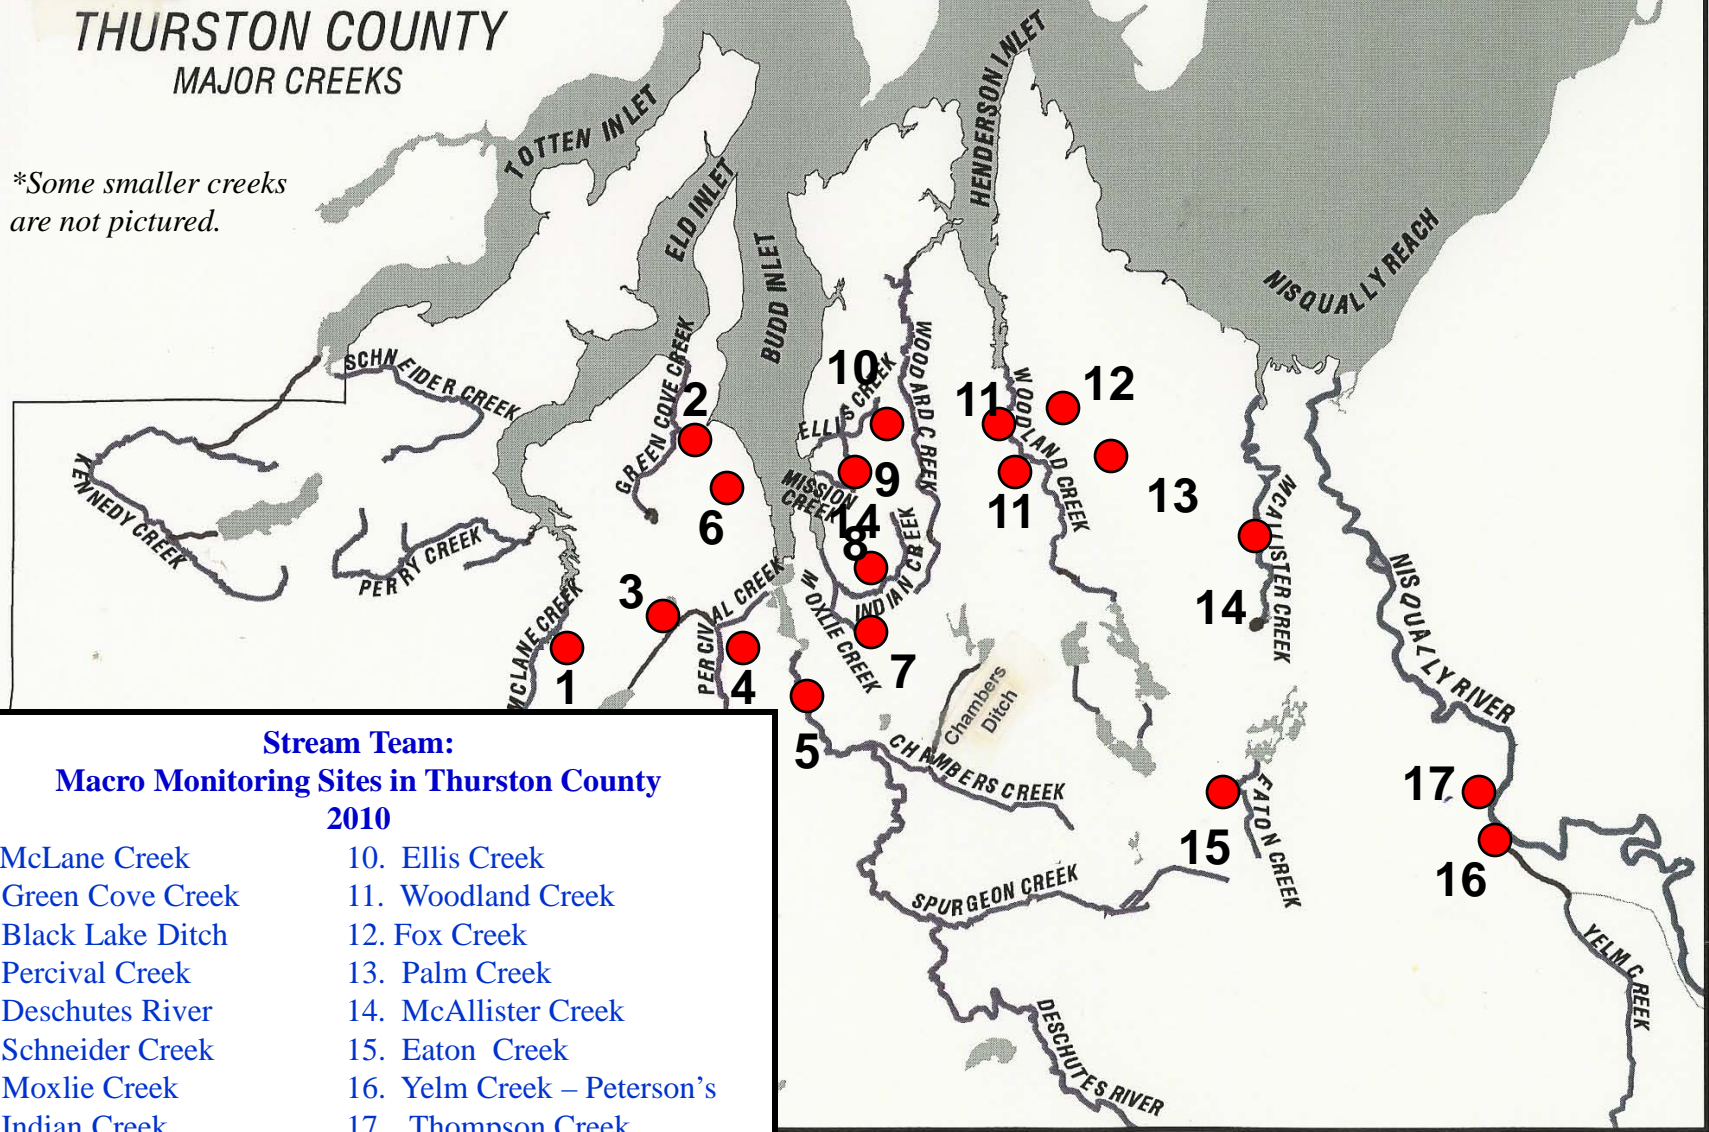 THURSTON COUNTY
MAJOR CREEKS
*Some smaller creeks
are not pictured.
TOTTEN INLET
ELD INLET
BUDD INLET
HENDERSON INLET
NISQUALLY REACH
SCHNEIDER CREEK
KENNEDY CREEK
PERRY CREEK
MCLANE CREEK
GREEN COVE CREEK
PERCIVAL CREEK
ELLIS CREEK
MISSION
CREEK
MOXLIE CREEK
INDIAN CREEK
WOODARD CREEK
WOODLAND CREEK
MCALLISTER CREEK
NISQUALLY RIVER
Chambers
Ditch
CHAMBERS CREEK
EATON CREEK
SPURGEON CREEK
YELM CREEK
DESCHUTES RIVER
2
6
3
1
4
5
10
9
14
8
7
11
11
12
13
14
15
17
16
Stream Team:
Macro Monitoring Sites in Thurston County
2010
McLane Creek
Green Cove Creek
Black Lake Ditch
Percival Creek
Deschutes River
Schneider Creek
Moxlie Creek
Indian Creek
10. Ellis Creek
11. Woodland Creek
12. Fox Creek
13. Palm Creek
14. McAllister Creek
15. Eaton Creek
16. Yelm Creek – Peterson's
17. Thompson Creek